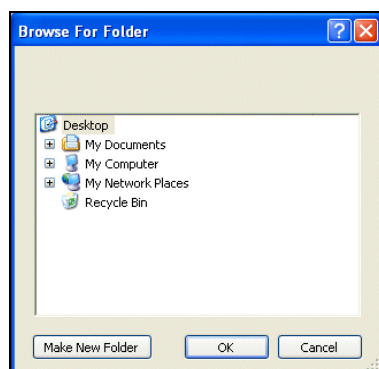 Browse For Folder
Desktop
My Documents
My Computer
My Network Places
Recycle Bin
Make New Folder
OK
Cancel